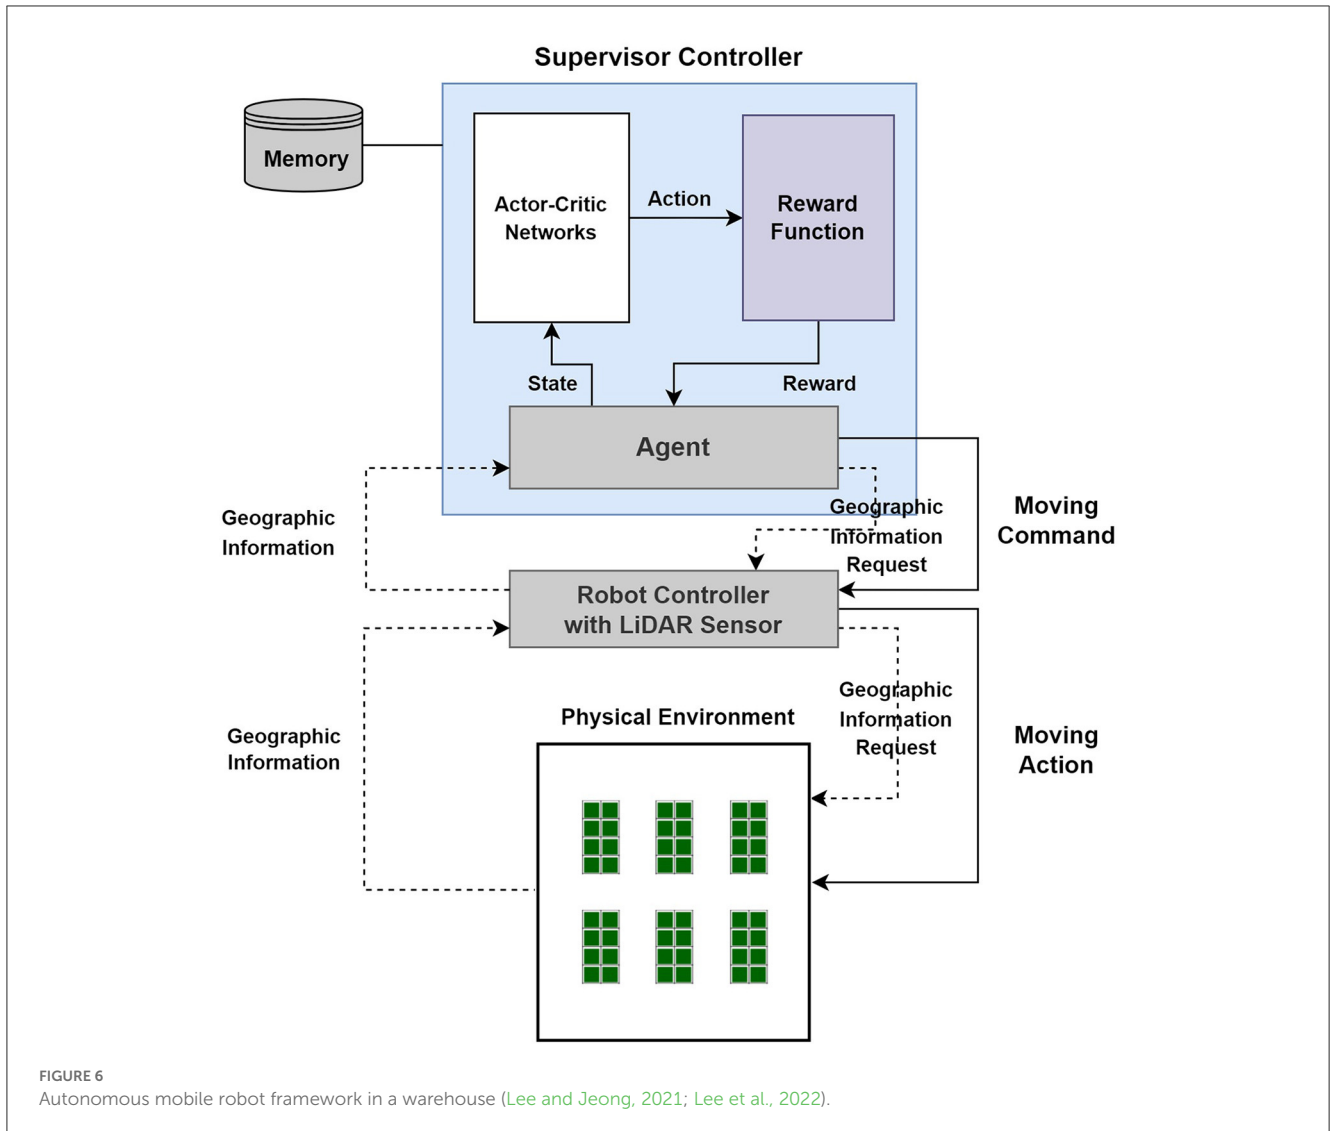 Supervisor Controller
Memory
Actor-Critic
Networks
Action
Reward
Function
State
Reward
Agent
Geographic
Information
Geographic
Information
Request
Moving
Command
Robot Controller
with LiDAR Sensor
Geographic
Information
Geographic
Information
Request
Moving
Action
Physical Environment
FIGURE 6
Autonomous mobile robot framework in a warehouse (Lee and Jeong, 2021; Lee et al., 2022).